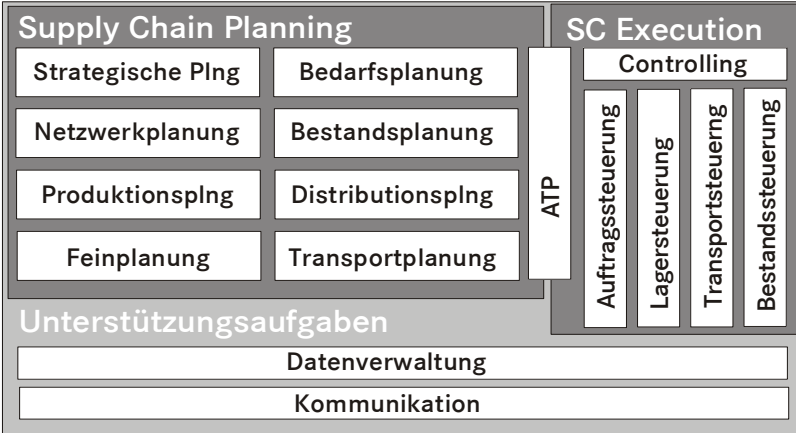 Supply Chain Planning
Strategische Plng
Bedarfsplanung
Netzwerkplanung
Bestandsplanung
Produktionsplng
Distributionsplng
Feinplanung
Transportplanung
ATP
SC Execution
Controlling
Auftragssteuerung
Lagersteuerung
Transportsteuerng
Bestandssteuerung
Unterstützungsaufgaben
Datenverwaltung
Kommunikation